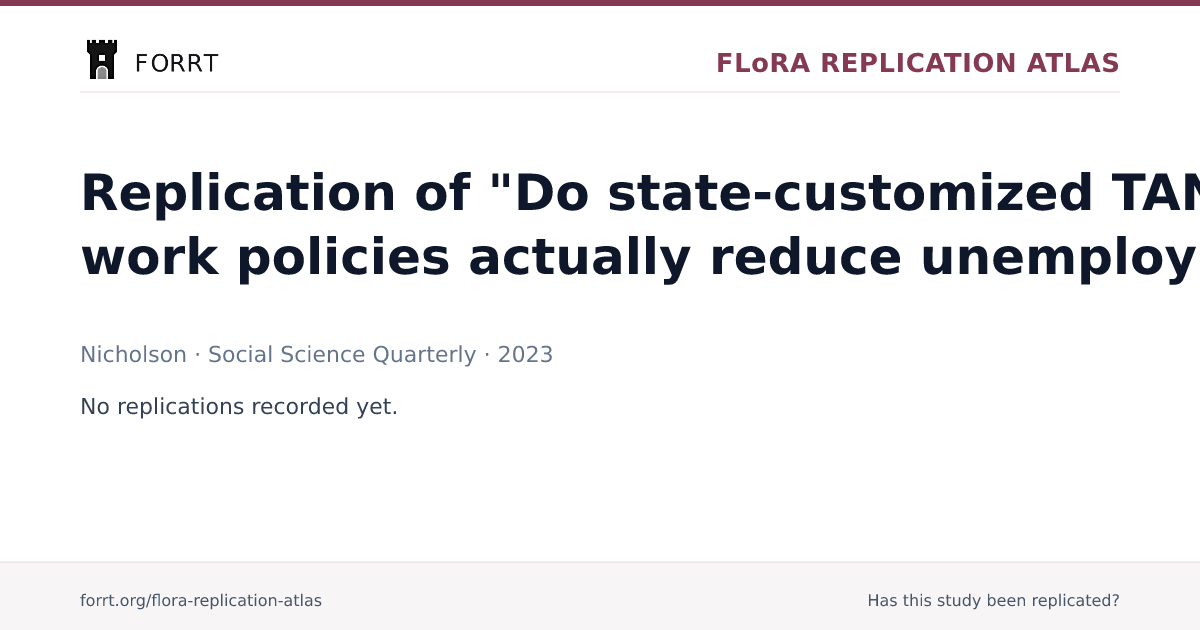 FORRT
FLoRA REPLICATION ATLAS
Replication of "Do state-customized TAN
work policies actually reduce unemploy
Nicholson · Social Science Quarterly · 2023
No replications recorded yet.
forrt.org/flora-replication-atlas
Has this study been replicated?